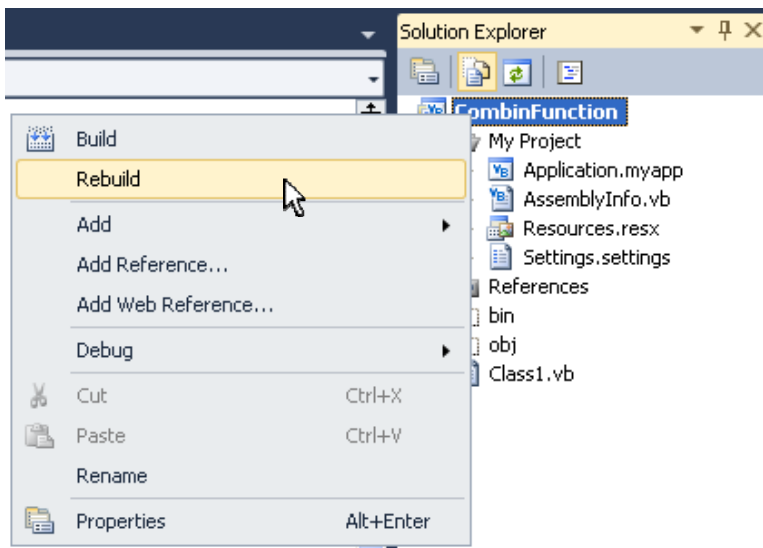 Solution Explorer
CombinFunction
My Project
Application.myapp
AssemblyInfo.vb
Resources.resx
Settings.settings
References
bin
obj
Class1.vb
Build
Rebuild
Add
Add Reference...
Add Web Reference...
Debug
Cut Ctrl+X
Paste Ctrl+V
Rename
Properties Alt+Enter